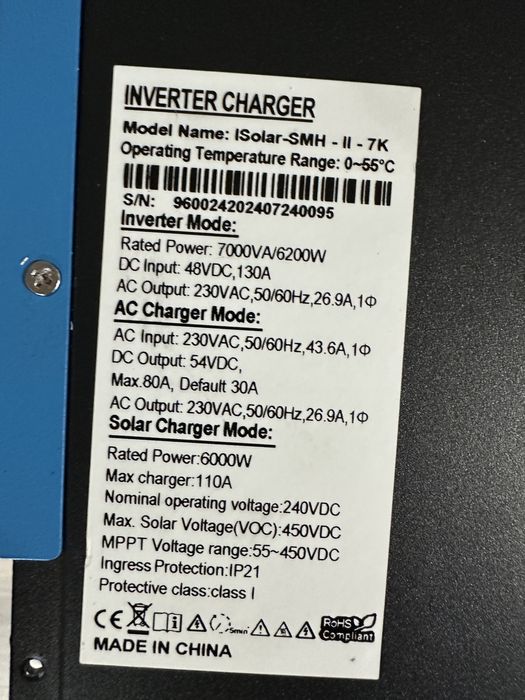 INVERTER CHARGER
Model Name: ISolar-SMH - II - 7K
Operating Temperature Range: 0~55°C
S/N: 960024202407240095
Inverter Mode:
Rated Power: 7000VA/6200W
DC Input: 48VDC,130A
AC Output: 230VAC,50/60Hz,26.9A,1Φ
AC Charger Mode:
AC Input: 230VAC,50/60Hz,43.6A,1Φ
DC Output: 54VDC,
Max.80A, Default 30A
AC Output: 230VAC,50/60Hz,26.9A,1Φ
Solar Charger Mode:
Rated Power:6000W
Max charger:110A
Nominal operating voltage:240VDC
Max. Solar Voltage(VOC):450VDC
MPPT Voltage range:55~450VDC
Ingress Protection:IP21
Protective class:class I
CE 5min RoHS Compliant
MADE IN CHINA